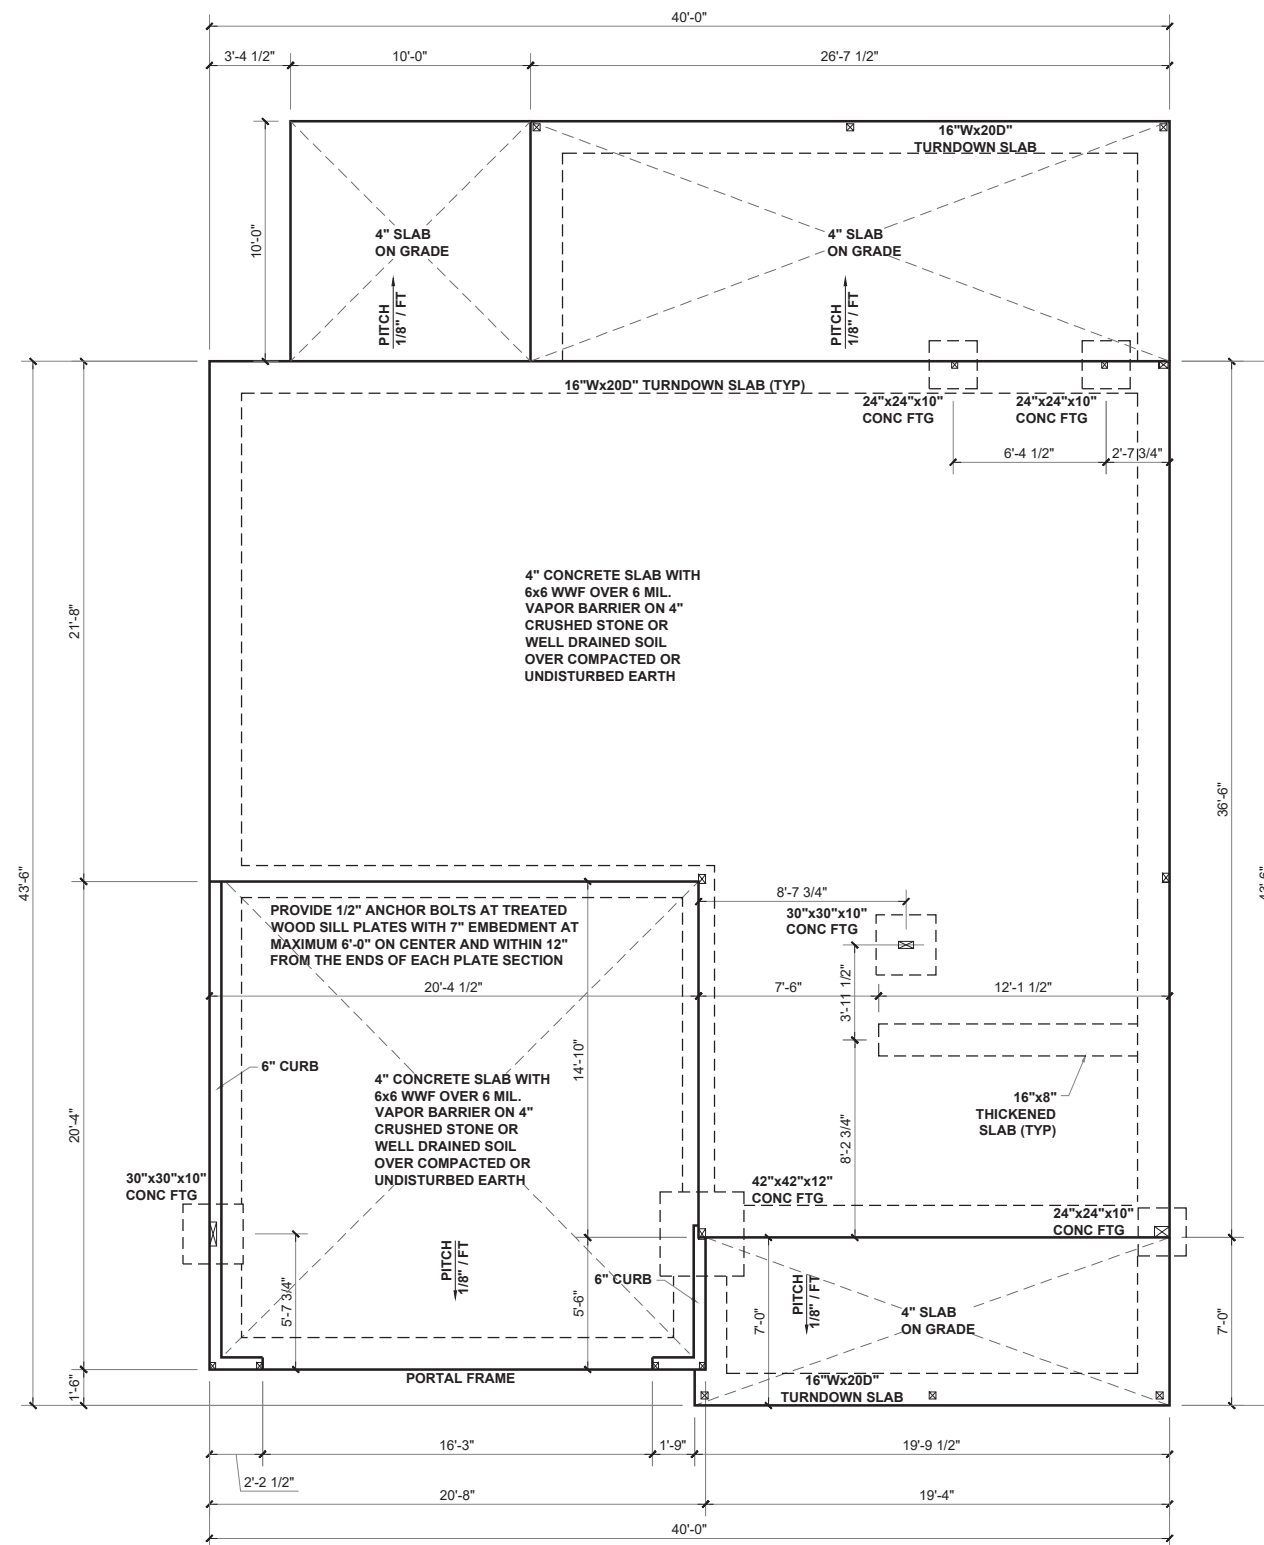 40'-0"
3'-4 1/2"
10'-0"
26'-7 1/2"
16"Wx20D"
TURNDOWN SLAB
10'-0"
4" SLAB
ON GRADE
4" SLAB
ON GRADE
PITCH
1/8" / FT
PITCH
1/8" / FT
16"Wx20D" TURNDOWN SLAB (TYP)
24"x24"x10"
CONC FTG
24"x24"x10"
CONC FTG
6'-4 1/2"
2'-7 3/4"
4" CONCRETE SLAB WITH
6x6 WWF OVER 6 MIL.
VAPOR BARRIER ON 4"
CRUSHED STONE OR
WELL DRAINED SOIL
OVER COMPACTED OR
UNDISTURBED EARTH
21'-8"
36'-6"
43'-6"
8'-7 3/4"
30"x30"x10"
CONC FTG
PROVIDE 1/2" ANCHOR BOLTS AT TREATED
WOOD SILL PLATES WITH 7" EMBEDMENT AT
MAXIMUM 6'-0" ON CENTER AND WITHIN 12"
FROM THE ENDS OF EACH PLATE SECTION
20'-4 1/2"
7'-6"
3'-11 1/2"
12'-1 1/2"
14'-10"
6" CURB
4" CONCRETE SLAB WITH
6x6 WWF OVER 6 MIL.
VAPOR BARRIER ON 4"
CRUSHED STONE OR
WELL DRAINED SOIL
OVER COMPACTED OR
UNDISTURBED EARTH
16"x8"
THICKENED
SLAB (TYP)
20'-4"
8'-2 3/4"
30"x30"x10"
CONC FTG
42"x42"x12"
CONC FTG
24"x24"x10"
CONC FTG
PITCH
1/8" / FT
6" CURB
PITCH
1/8" / FT
5'-7 3/4"
5'-6"
7'-0"
4" SLAB
ON GRADE
7'-0"
1'-6"
PORTAL FRAME
16"Wx20D"
TURNDOWN SLAB
16'-3"
1'-9"
19'-9 1/2"
2'-2 1/2"
20'-8"
19'-4"
40'-0"